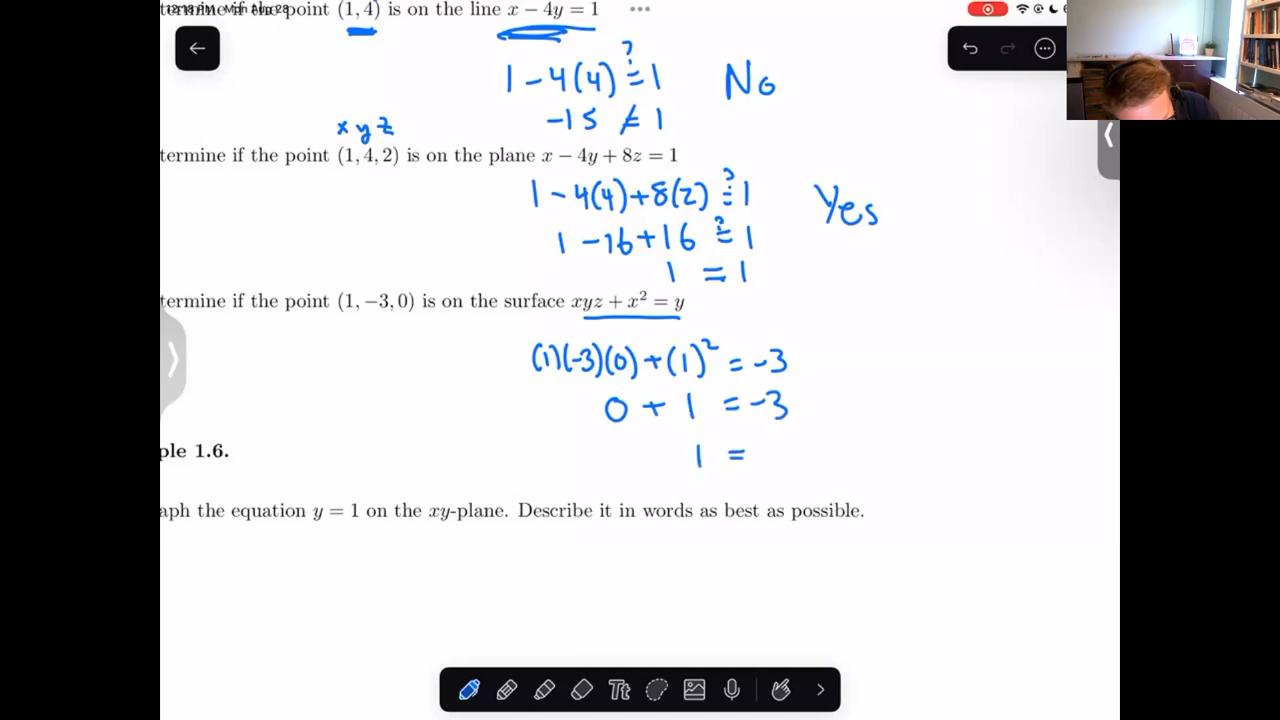 termine if the point (1, 4) is on the line x − 4y = 1
1 − 4(4) ≟ 1 No
−15 ≠ 1
x y z
termine if the point (1, 4, 2) is on the plane x − 4y + 8z = 1
1 − 4(4) + 8(2) ≟ 1 Yes
1 − 16 + 16 ≟ 1
1 = 1
termine if the point (1, −3, 0) is on the surface xyz + x² = y
(1)(−3)(0) + (1)² = −3
0 + 1 = −3
ple 1.6.
1 =
aph the equation y = 1 on the xy-plane. Describe it in words as best as possible.
Tt